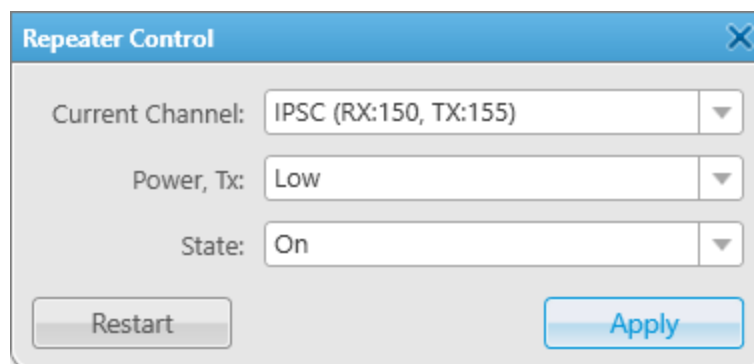 Repeater Control
Current Channel: IPSC (RX:150, TX:155)
Power, Tx: Low
State: On
Restart Apply